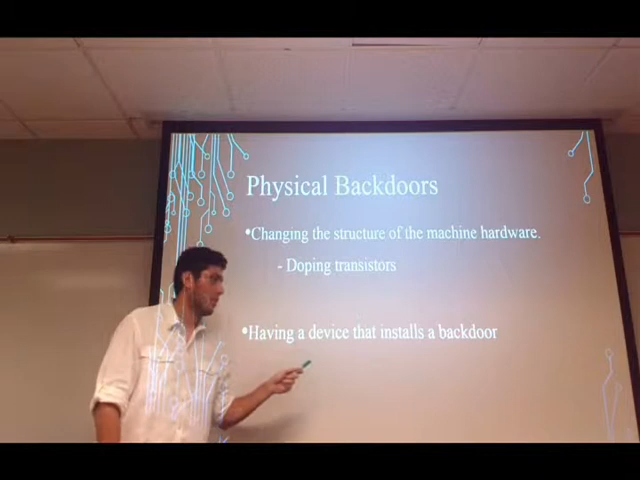 Physical Backdoors
•Changing the structure of the machine hardware.
- Doping transistors
•Having a device that installs a backdoor